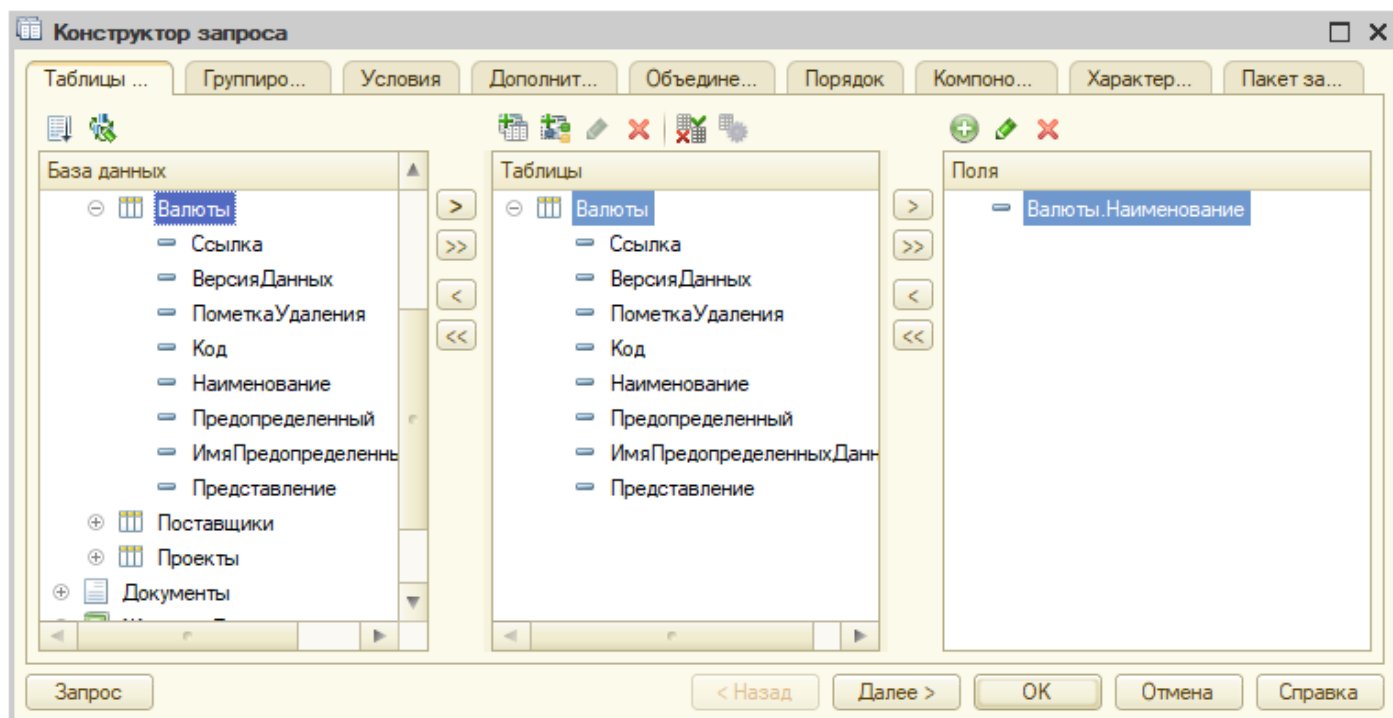 Конструктор запроса
Таблицы ... Группиро... Условия Дополнит... Объедине... Порядок Компоно... Характер... Пакет за...
База данных
Валюты
Ссылка
ВерсияДанных
ПометкаУдаления
Код
Наименование
Предопределенный
ИмяПредопределеннь
Представление
Поставщики
Проекты
Документы
> >> < <<
Таблицы
Валюты
Ссылка
ВерсияДанных
ПометкаУдаления
Код
Наименование
Предопределенный
ИмяПредопределенныхДанн
Представление
> >> < <<
Поля
Валюты.Наименование
Запрос < Назад Далее > OK Отмена Справка